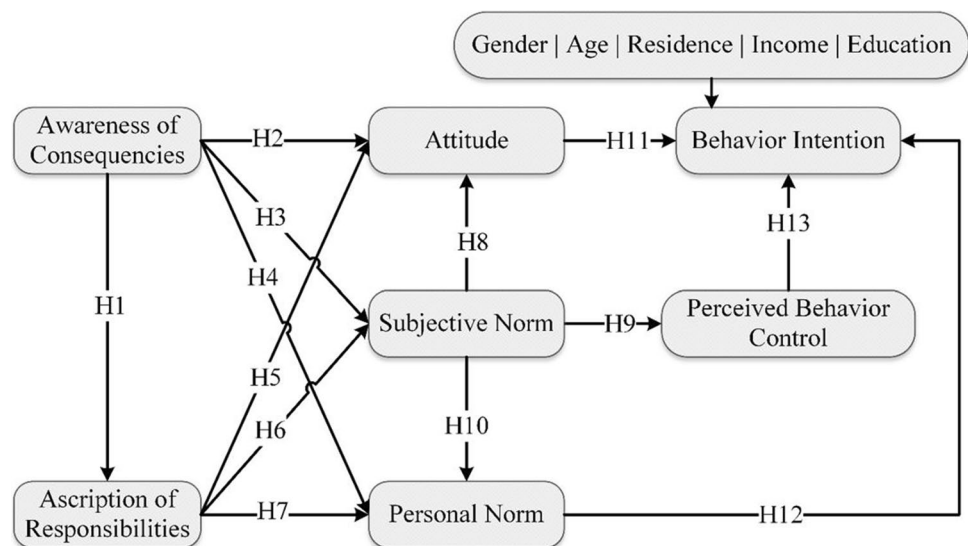 Gender | Age | Residence | Income | Education
Awareness of
Consequencies
H2
Attitude
H11
Behavior Intention
H3
H8
H13
H4
H1
Subjective Norm
H9
Perceived Behavior
Control
H5
H6
H10
Ascription of
Responsibilities
H7
Personal Norm
H12